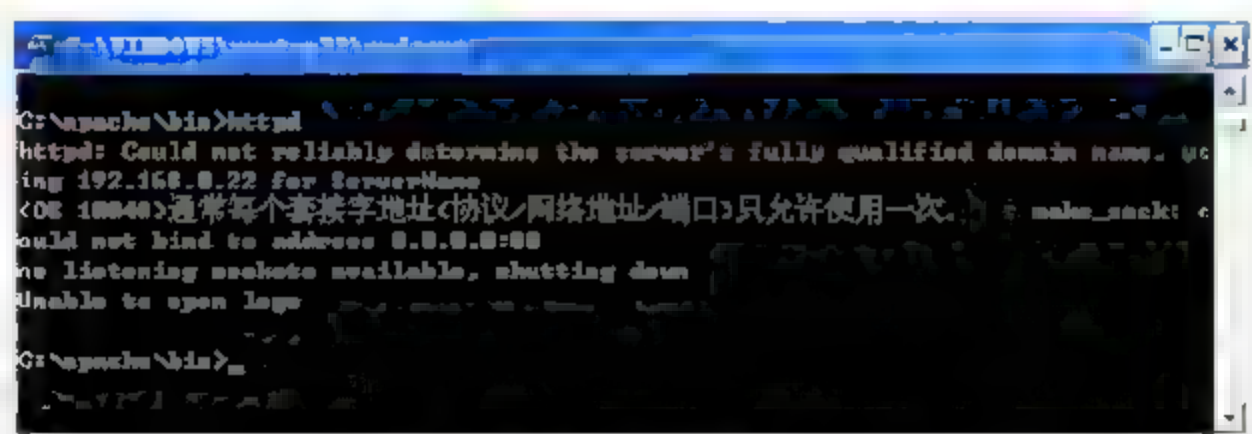 C:\apache\bin>httpd
httpd: Could not reliably determine the server's fully qualified domain name, us
ing 192.168.0.22 for ServerName
<OS 10048>通常每个套接字地址(协议/网络地址/端口)只允许使用一次。 : make_sock: c
ould not bind to address 0.0.0.0:80
no listening sockets available, shutting down
Unable to open logs
C:\apache\bin>_